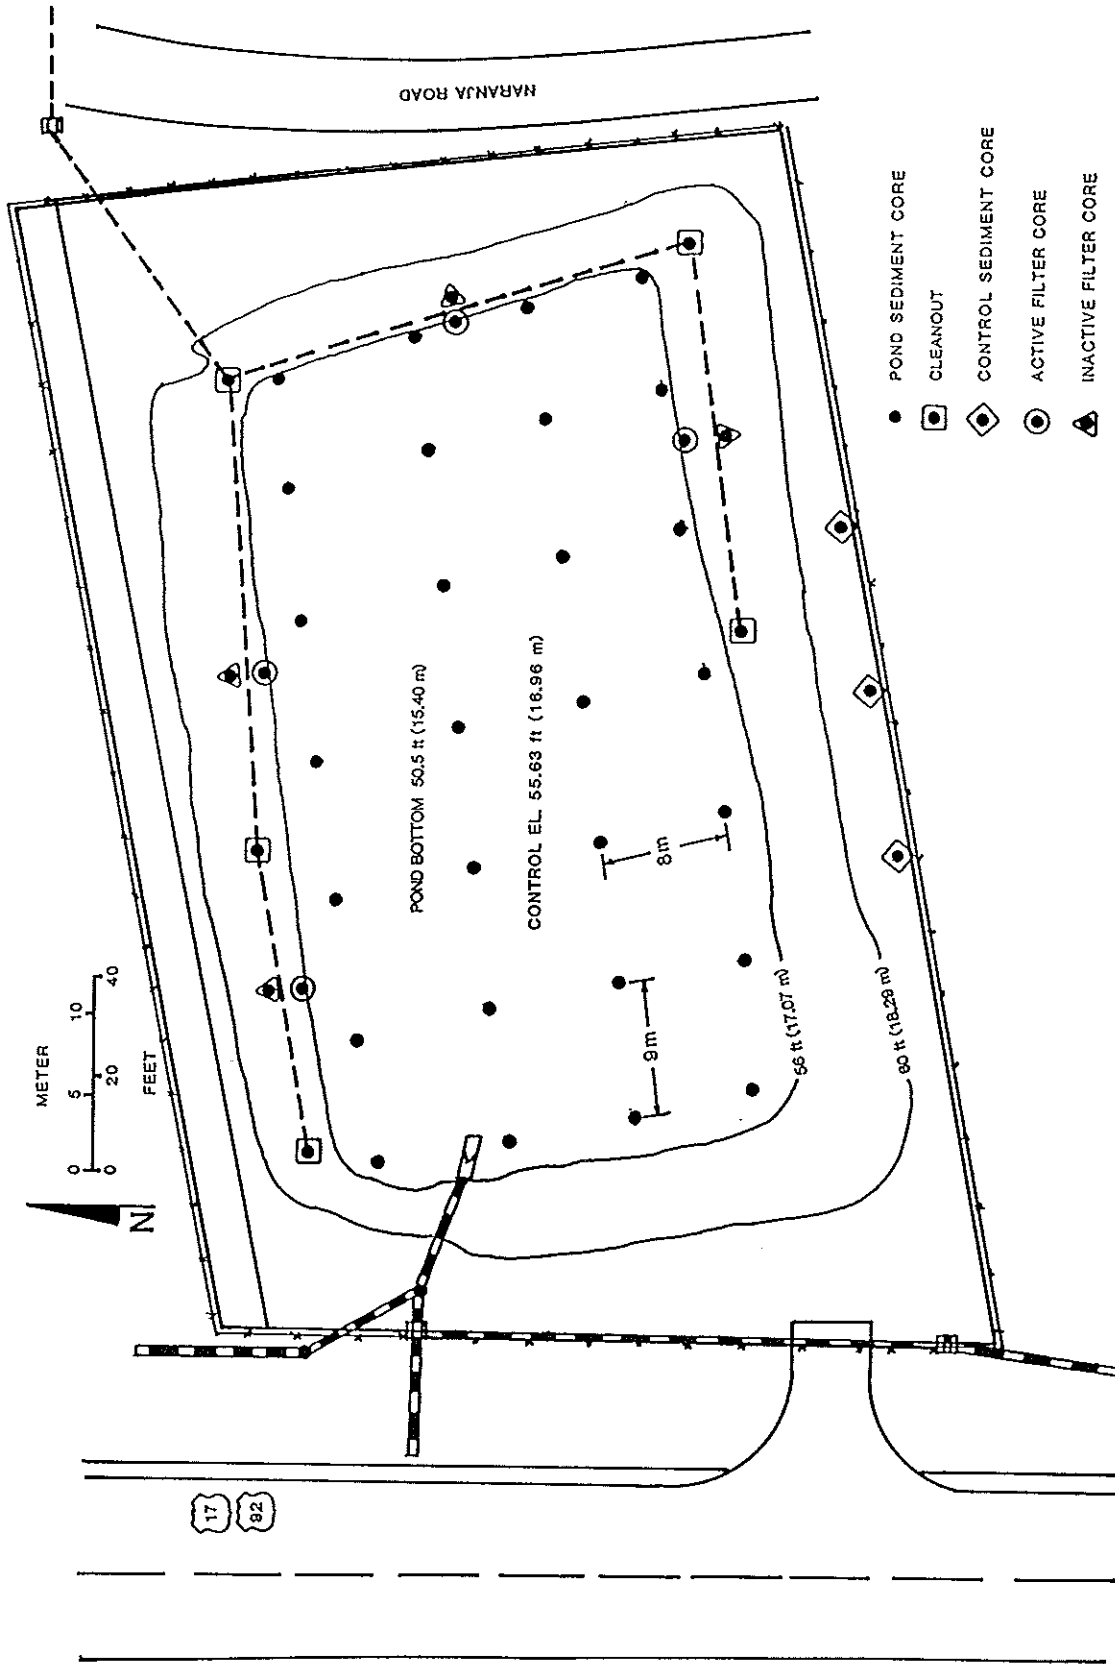 NARANJA ROAD
METER
0 5 10
0 20 40
FEET
N
17
92
POND BOTTOM 50.5 ft (15.40 m)
CONTROL EL. 55.63 ft (16.96 m)
8m
9m
56 ft (17.07 m)
60 ft (18.29 m)
POND SEDIMENT CORE
CLEANOUT
CONTROL SEDIMENT CORE
ACTIVE FILTER CORE
INACTIVE FILTER CORE